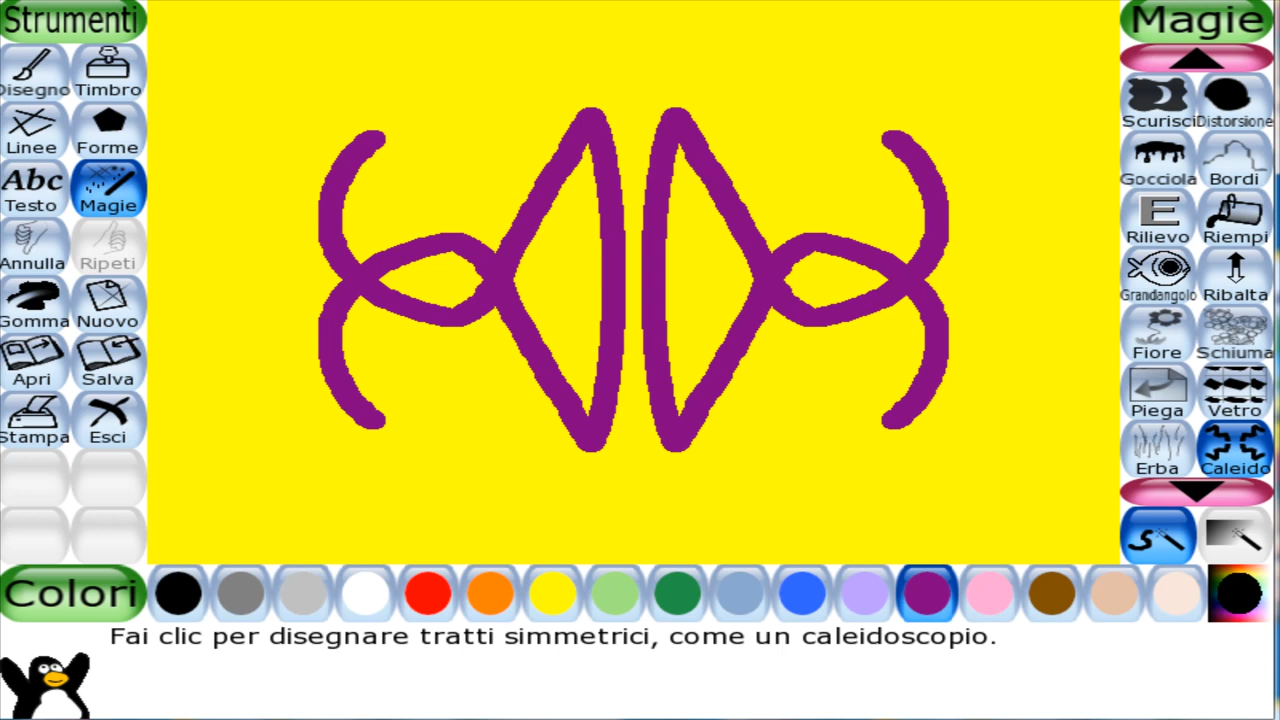 Strumenti
Magie
Disegno Timbro
Linee Forme
Abc
Testo Magie
Annulla Ripeti
Gomma Nuovo
Apri Salva
Stampa Esci
Scurisci Distorsione
Gocciola Bordi
E
Rilievo Riempi
Grandangolo Ribalta
Fiore Schiuma
Piega Vetro
Erba Caleido
Colori
Fai clic per disegnare tratti simmetrici, come un caleidoscopio.